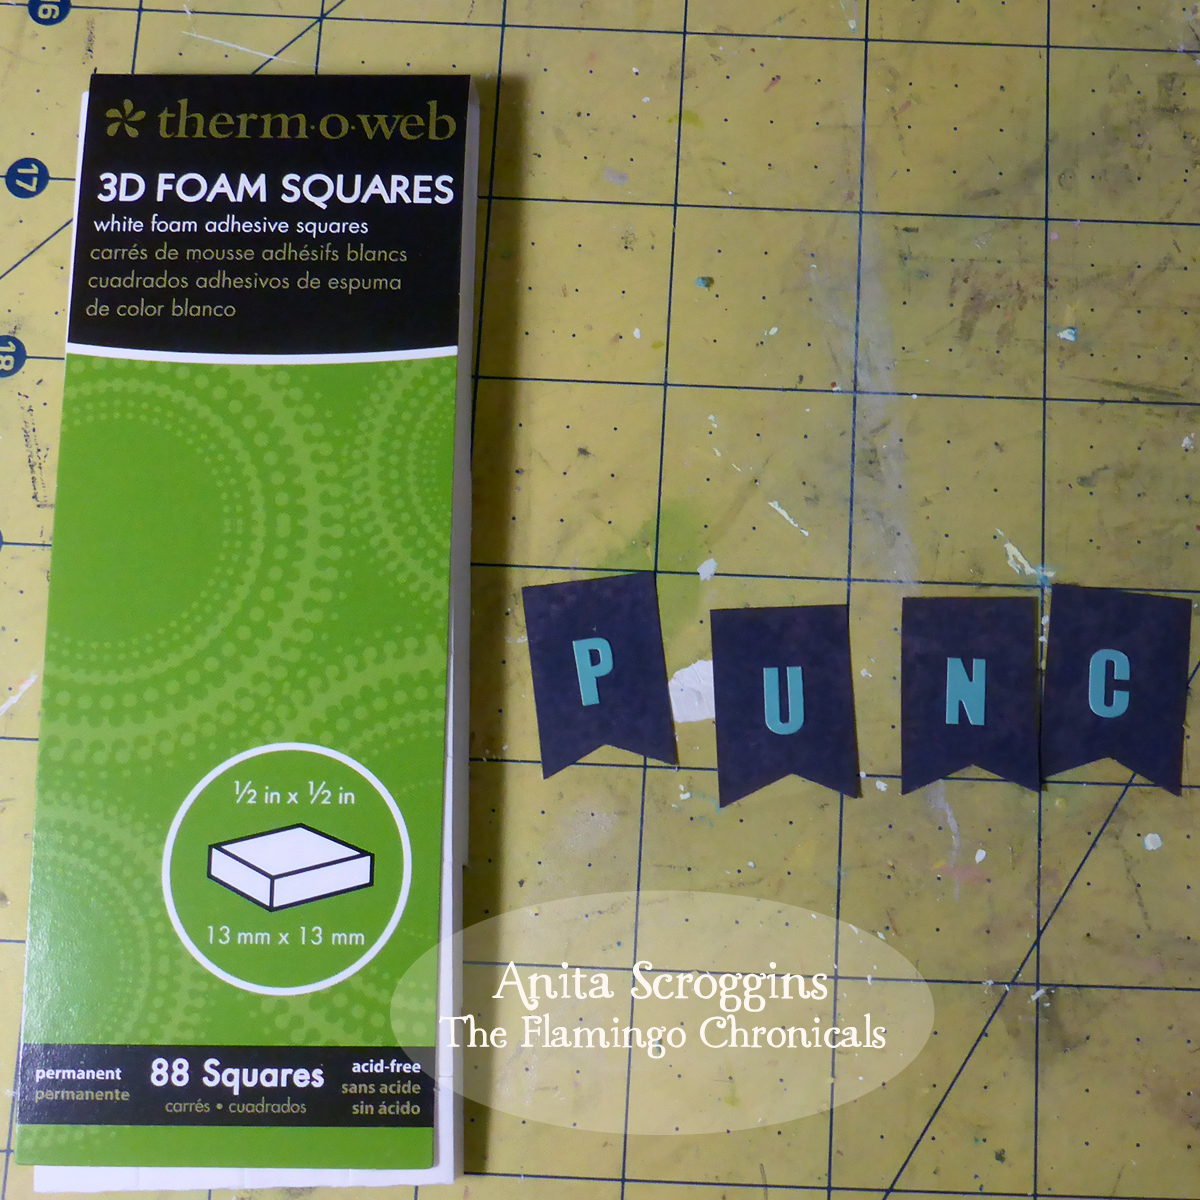 16
17
18
therm·o·web
3D FOAM SQUARES
white foam adhesive squares
carrés de mousse adhésifs blancs
cuadrados adhesivos de espuma
de color blanco
½ in x ½ in
13 mm x 13 mm
permanent
permanente
88 Squares
carrés • cuadrados
acid-free
sans acide
sin ácido
P U N C
Anita Scroggins
The Flamingo Chronicals